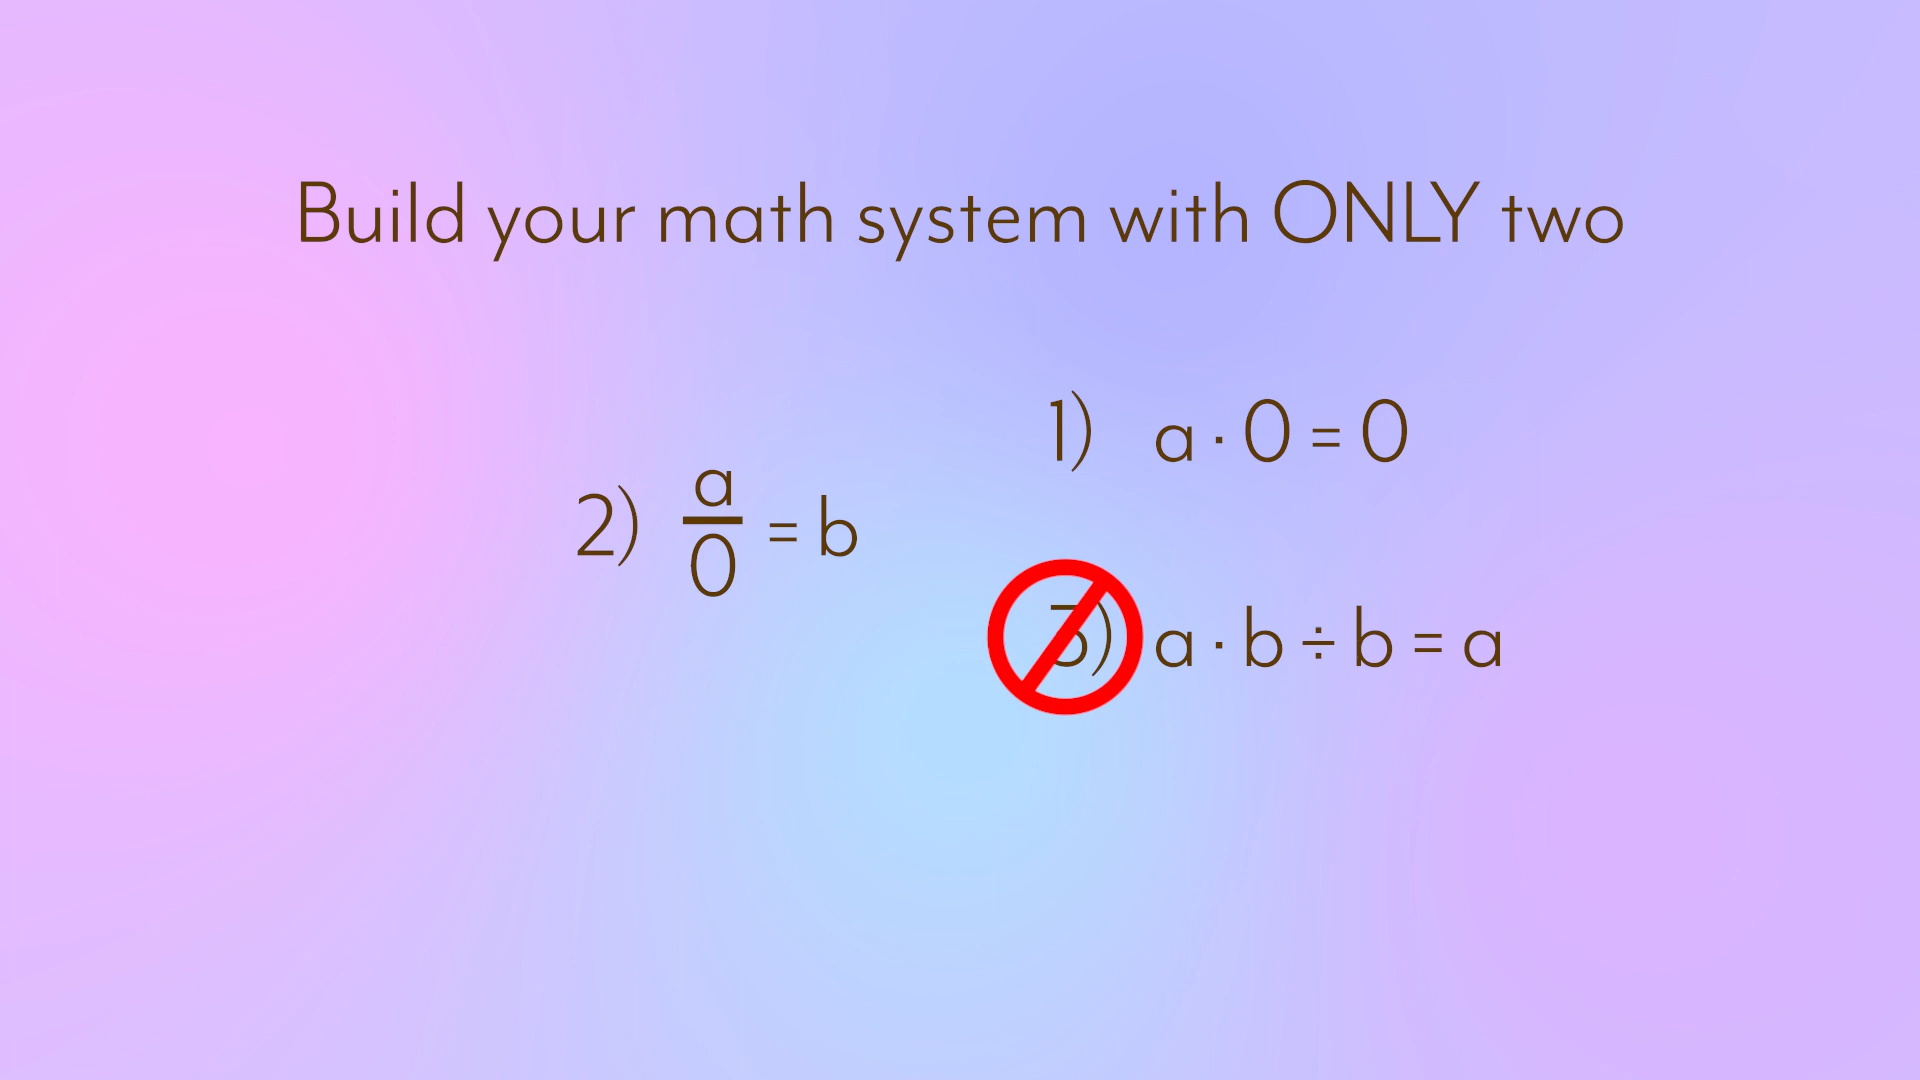 Build your math system with ONLY two
1) a · 0 = 0
2) a/0 = b
3) a · b ÷ b = a